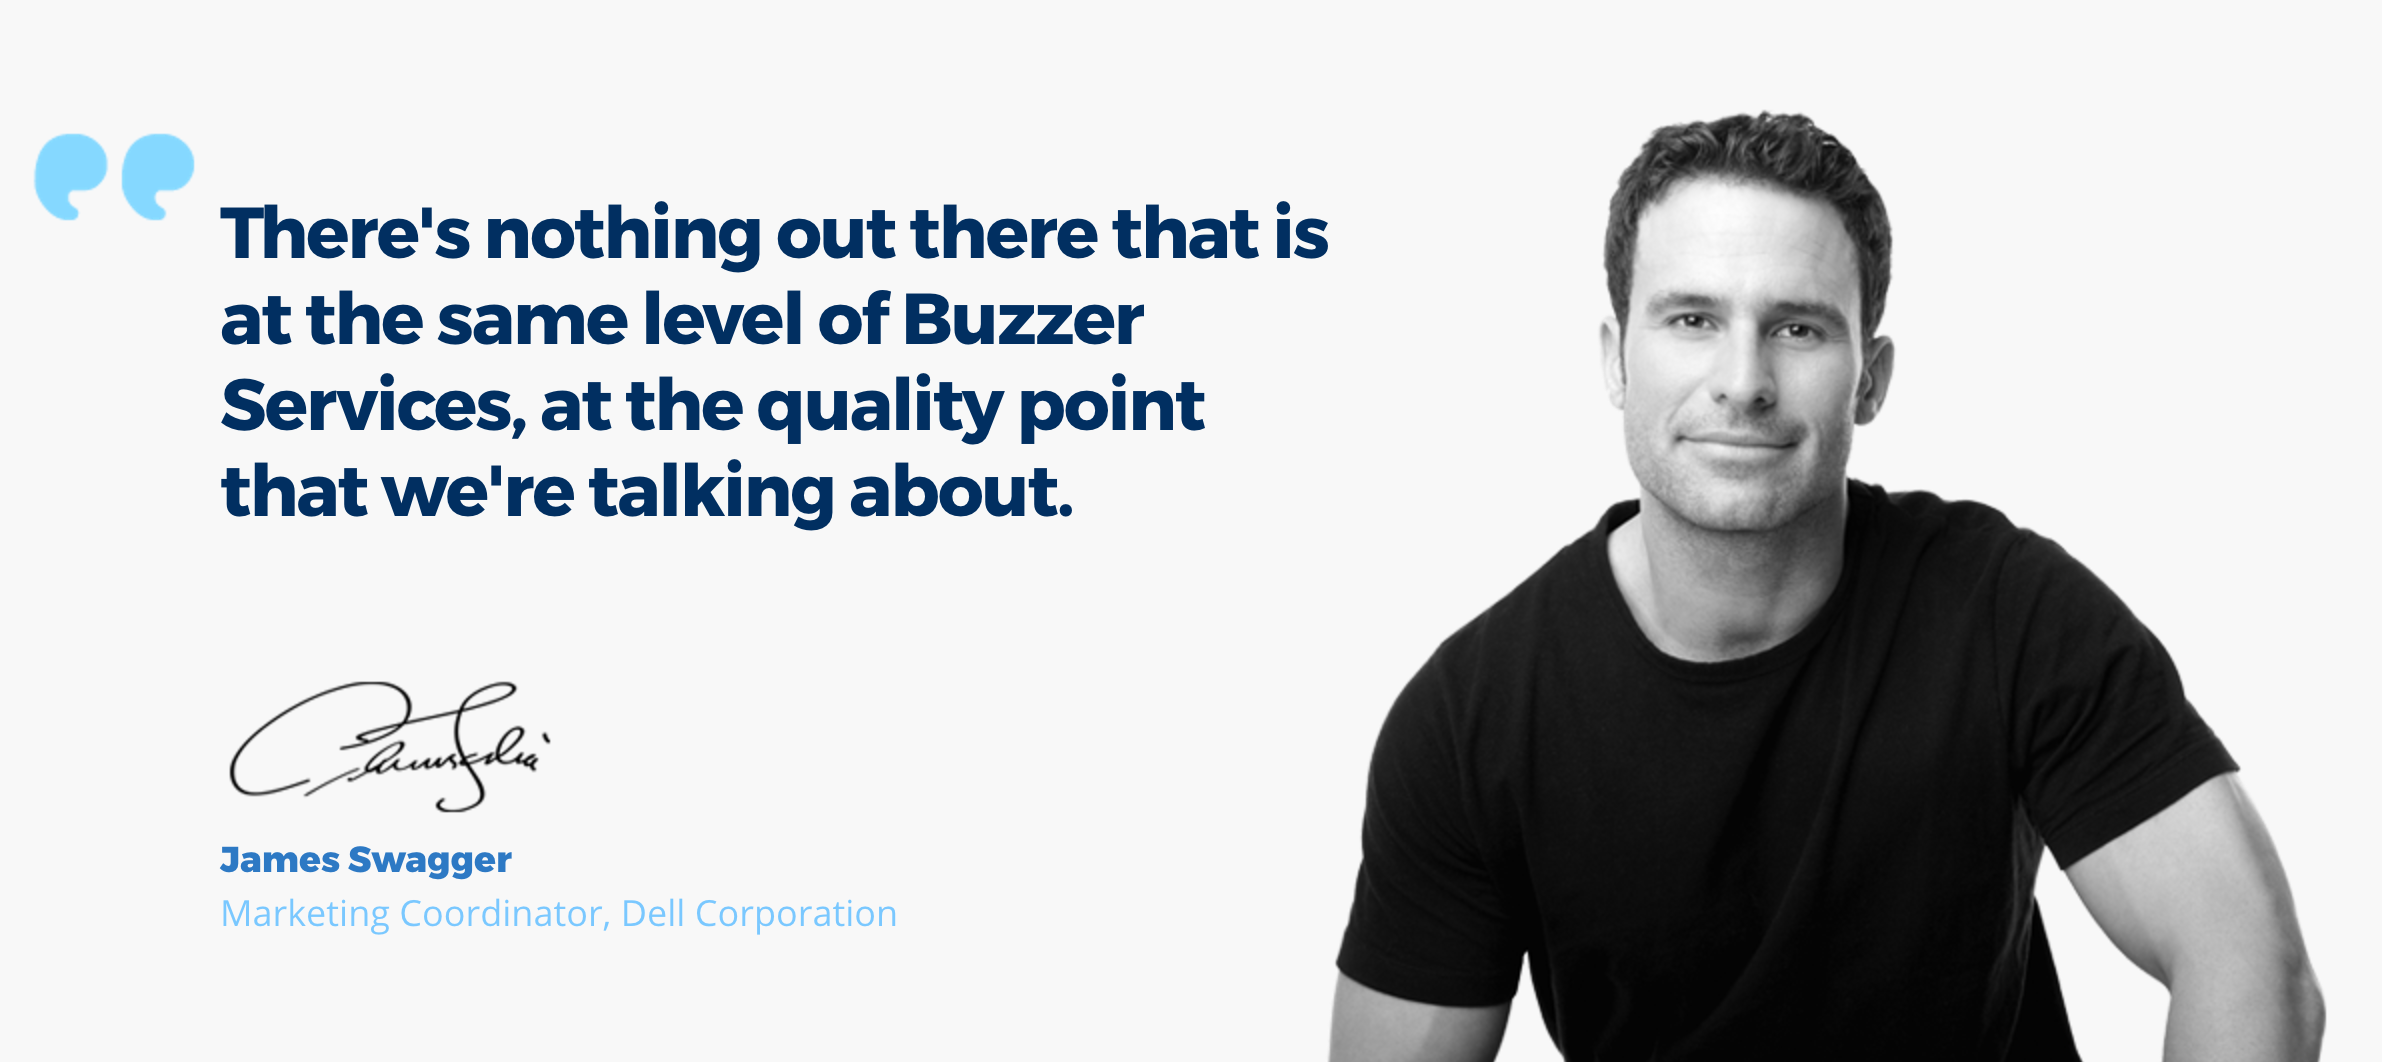 There's nothing out there that is
at the same level of Buzzer
Services, at the quality point
that we're talking about.
James Swagger
Marketing Coordinator, Dell Corporation